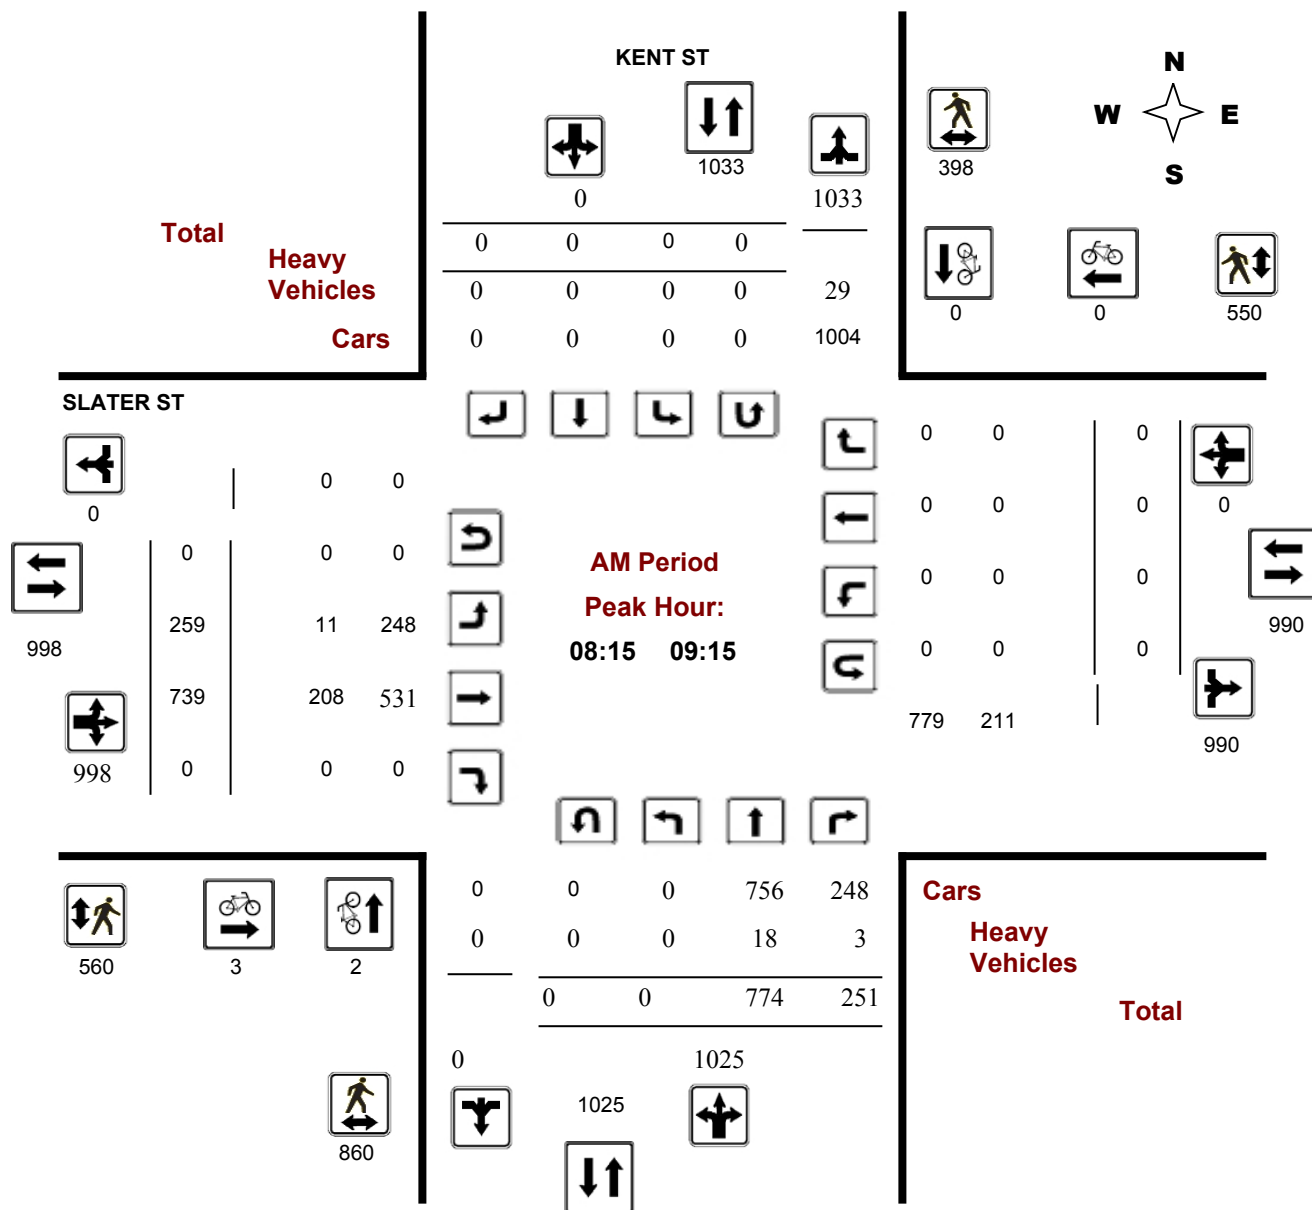 KENT ST
N
W E
S
1033
398
0 1033
Total
0 0 0 0
Heavy
Vehicles
0 0 0 0 29
0 0 550
Cars
0 0 0 0 1004
SLATER ST
0 0 0
0 0
0
0 0 0
0
0 0 0
AM Period
0 0 0
Peak Hour:
259 11 248
990
998
08:15 09:15
0 0 0
739 208 531
779 211
990
998
0 0 0
0 0 0 756 248
Cars
0 0 0 18 3
Heavy
Vehicles
560 3 2
0 0 774 251
Total
0 1025
1025
860